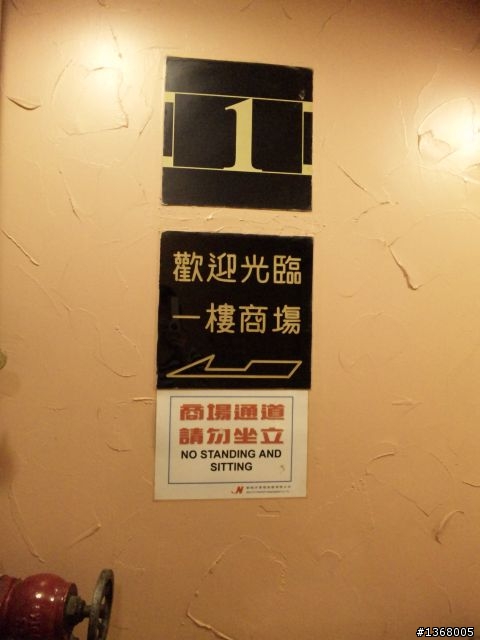 1
歡迎光臨
一樓商塲
商場通道
請勿坐立
NO STANDING AND
SITTING
#1368005